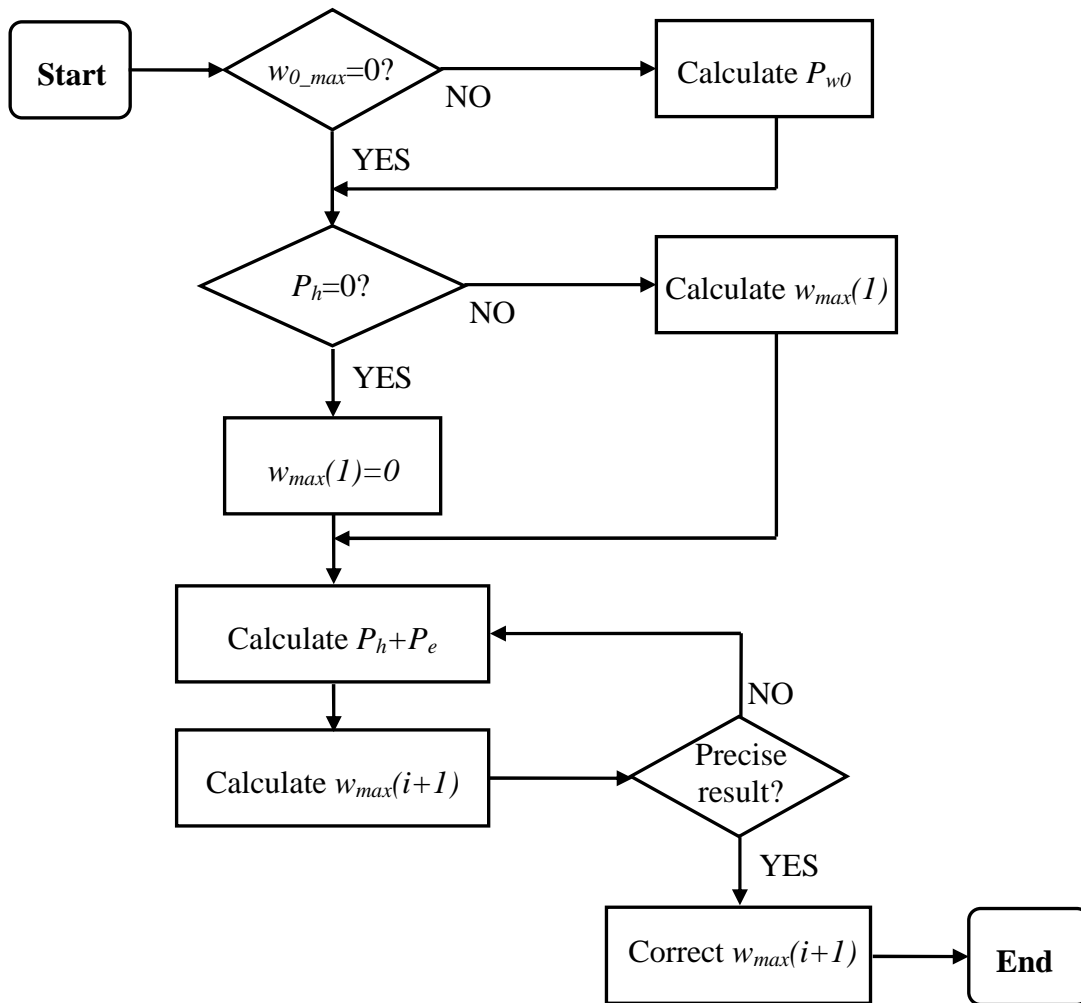 Start
w0_max=0?
NO
Calculate Pw0
YES
Ph=0?
NO
Calculate wmax(1)
YES
wmax(1)=0
Calculate Ph+Pe
NO
Calculate wmax(i+1)
Precise
result?
YES
Correct wmax(i+1)
End